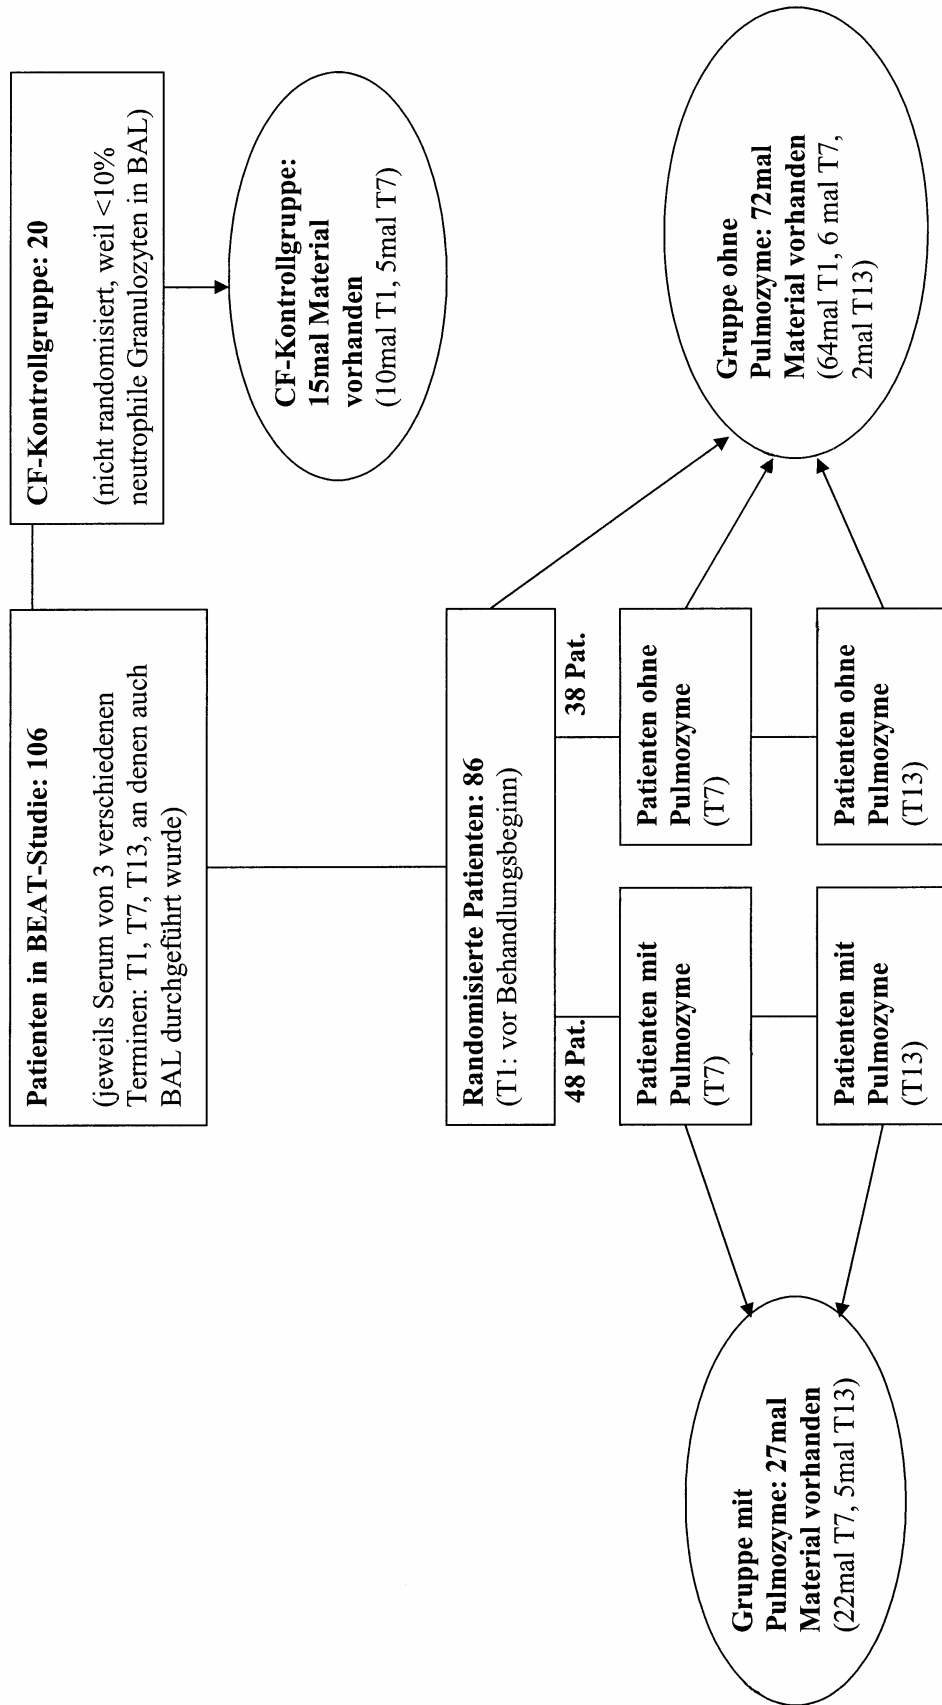 Patienten in BEAT-Studie: 106
(jeweils Serum von 3 verschiedenen
Terminen: T1, T7, T13, an denen auch
BAL durchgeführt wurde)
CF-Kontrollgruppe: 20
(nicht randomisiert, weil <10%
neutrophile Granulozyten in BAL)
CF-Kontrollgruppe:
15mal Material
vorhanden
(10mal T1, 5mal T7)
Randomisierte Patienten: 86
(T1: vor Behandlungsbeginn)
48 Pat.
38 Pat.
Patienten mit
Pulmozyme
(T7)
Patienten ohne
Pulmozyme
(T7)
Patienten mit
Pulmozyme
(T13)
Patienten ohne
Pulmozyme
(T13)
Gruppe mit
Pulmozyme: 27mal
Material vorhanden
(22mal T7, 5mal T13)
Gruppe ohne
Pulmozyme: 72mal
Material vorhanden
(64mal T1, 6 mal T7,
2mal T13)